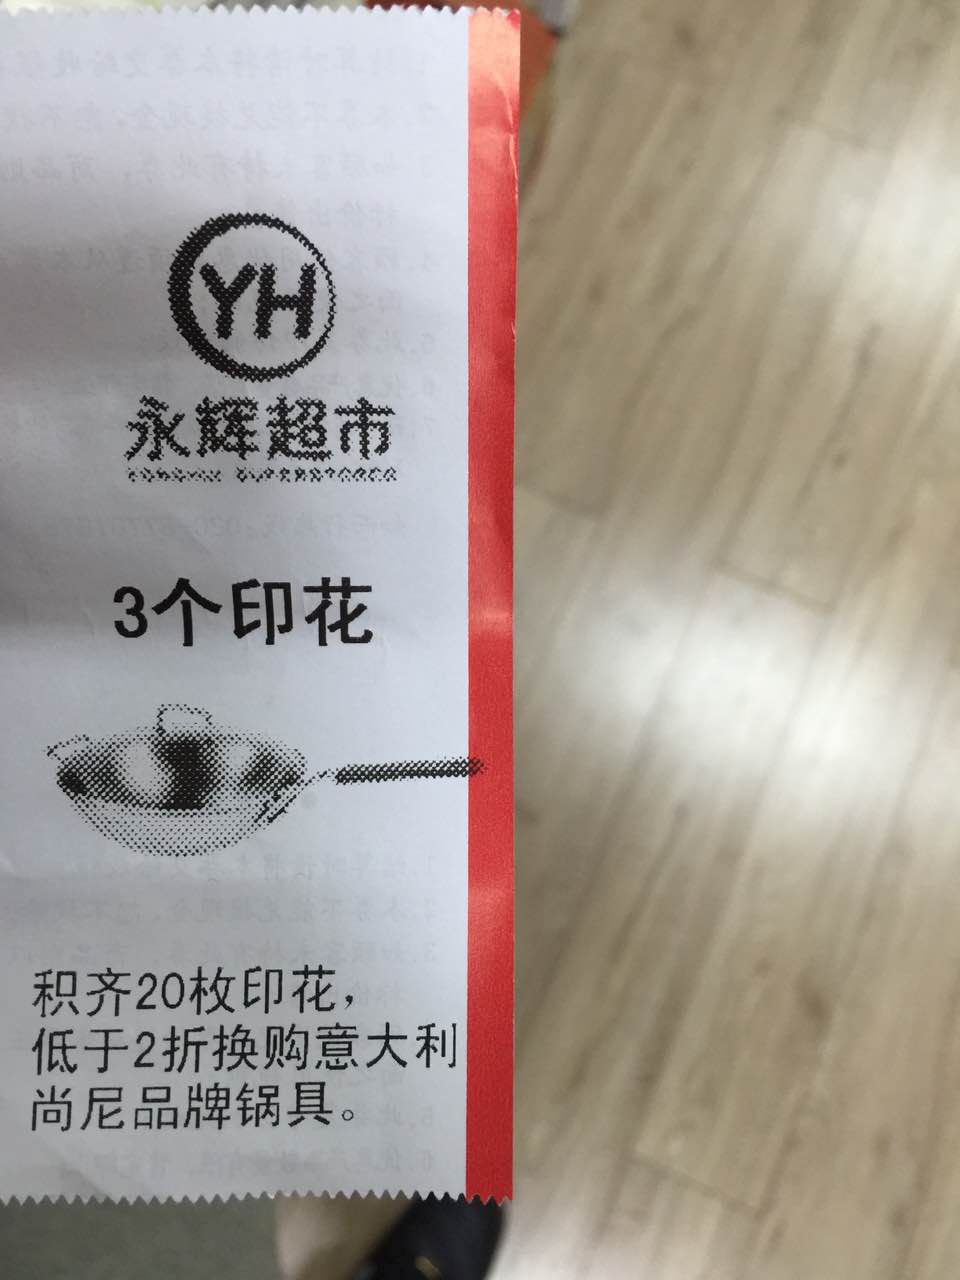 YH
永辉超市
3个印花
积齐20枚印花，
低于2折换购意大利
尚尼品牌锅具。